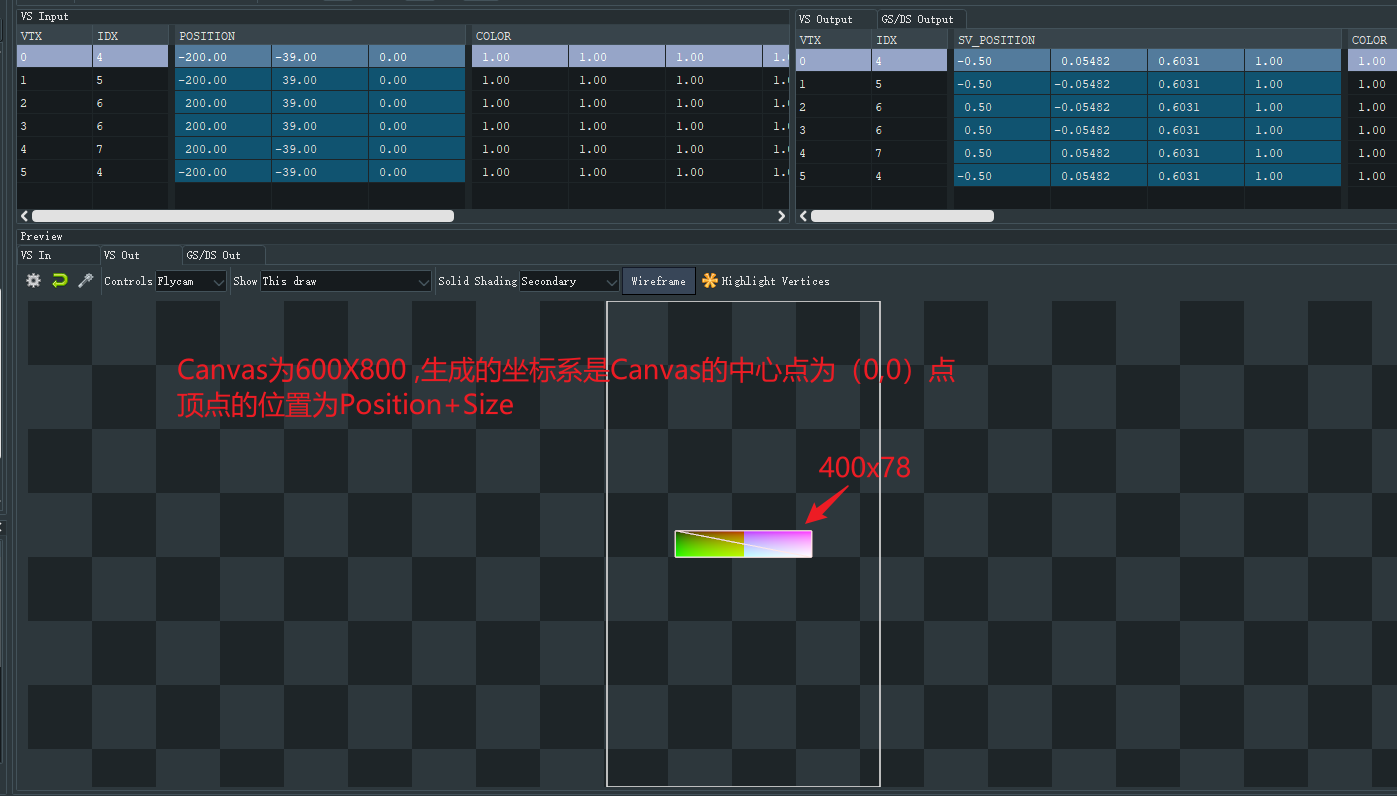 VS Input
VTX IDX POSITION COLOR
0 4 -200.00 -39.00 0.00 1.00 1.00 1.00 1.
1 5 -200.00 39.00 0.00 1.00 1.00 1.00 1.
2 6 200.00 39.00 0.00 1.00 1.00 1.00 1.
3 6 200.00 39.00 0.00 1.00 1.00 1.00 1.
4 7 200.00 -39.00 0.00 1.00 1.00 1.00 1.
5 4 -200.00 -39.00 0.00 1.00 1.00 1.00 1.
VS Output GS/DS Output
VTX IDX SV_POSITION COLOR
0 4 -0.50 0.05482 0.6031 1.00 1.00
1 5 -0.50 -0.05482 0.6031 1.00 1.00
2 6 0.50 -0.05482 0.6031 1.00 1.00
3 6 0.50 -0.05482 0.6031 1.00 1.00
4 7 0.50 0.05482 0.6031 1.00 1.00
5 4 -0.50 0.05482 0.6031 1.00 1.00
Preview
VS In VS Out GS/DS Out
Controls Flycam Show This draw Solid Shading Secondary Wireframe Highlight Vertices
Canvas为600X800 ,生成的坐标系是Canvas的中心点为（0,0）点
顶点的位置为Position+Size
400x78